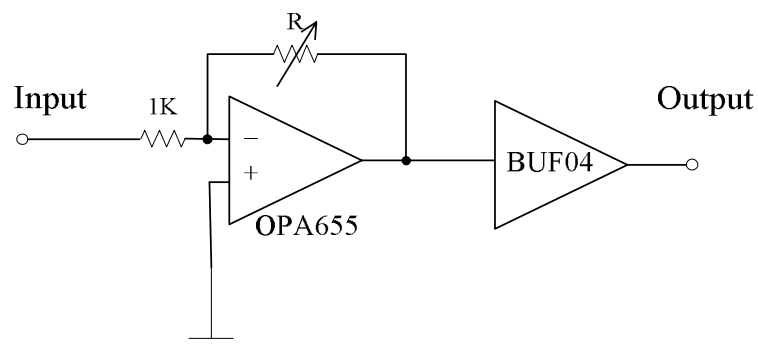 R
Input
1K
Output
−
+
BUF04
OPA655